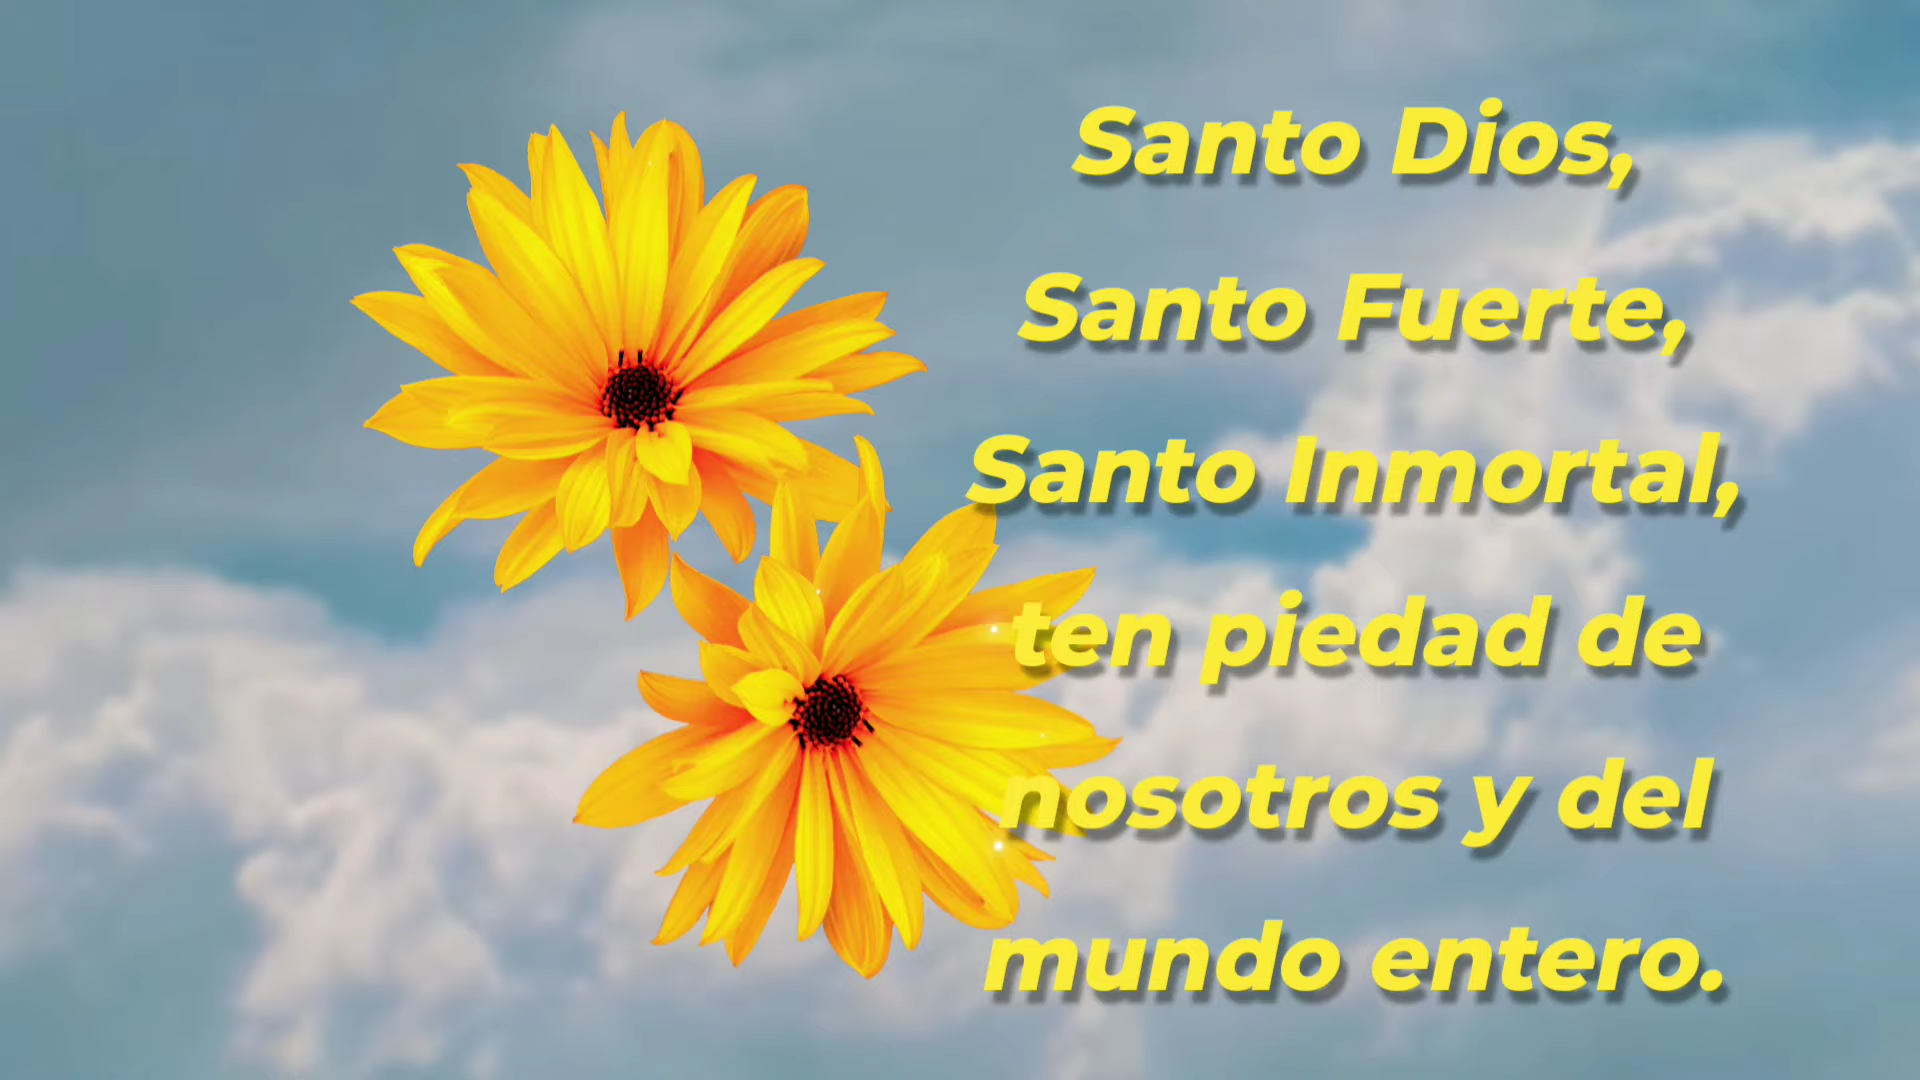 Santo Dios,
Santo Fuerte,
Santo Inmortal,
ten piedad de
nosotros y del
mundo entero.